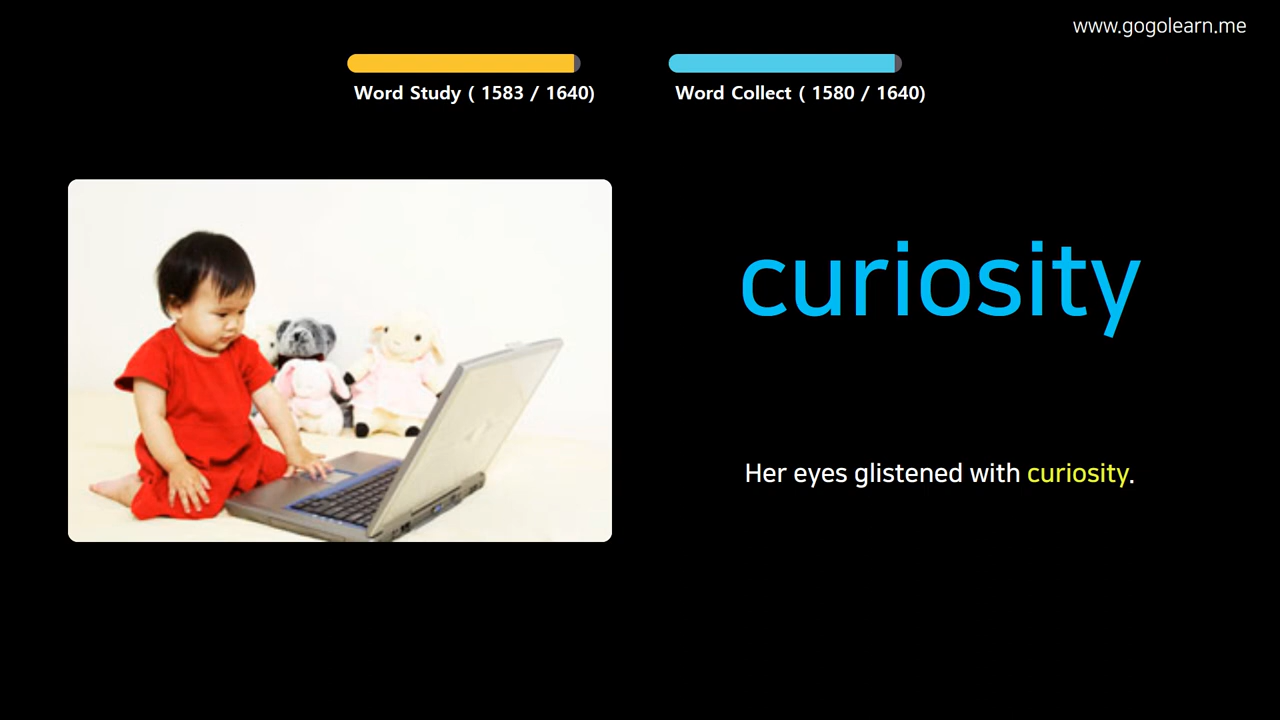 www.gogolearn.me
Word Study ( 1583 / 1640)
Word Collect ( 1580 / 1640)
curiosity
Her eyes glistened with curiosity.